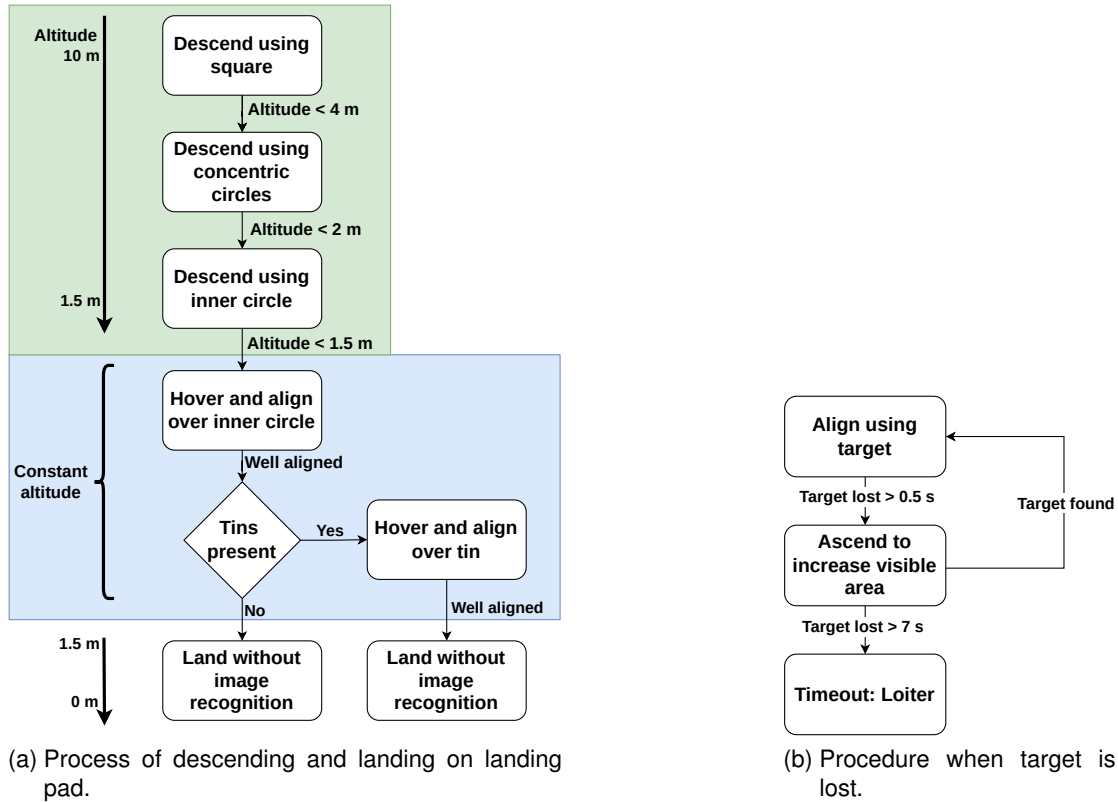 Altitude
10 m
Descend using
square
Altitude < 4 m
Descend using
concentric
circles
Altitude < 2 m
Descend using
inner circle
1.5 m
Altitude < 1.5 m
Hover and align
over inner circle
Well aligned
Constant
altitude
Tins
present
Yes
Hover and align
over tin
No
Well aligned
1.5 m
0 m
Land without
image
recognition
Land without
image
recognition
(a) Process of descending and landing on landing
pad.
Align using
target
Target lost > 0.5 s
Target found
Ascend to
increase visible
area
Target lost > 7 s
Timeout: Loiter
(b) Procedure when target is
lost.